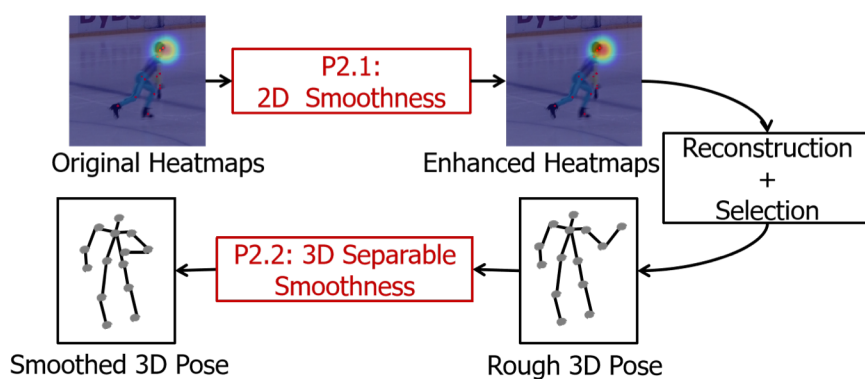 P2.1:
2D Smoothness
Original Heatmaps
Enhanced Heatmaps
Reconstruction
+
Selection
P2.2: 3D Separable
Smoothness
Smoothed 3D Pose
Rough 3D Pose